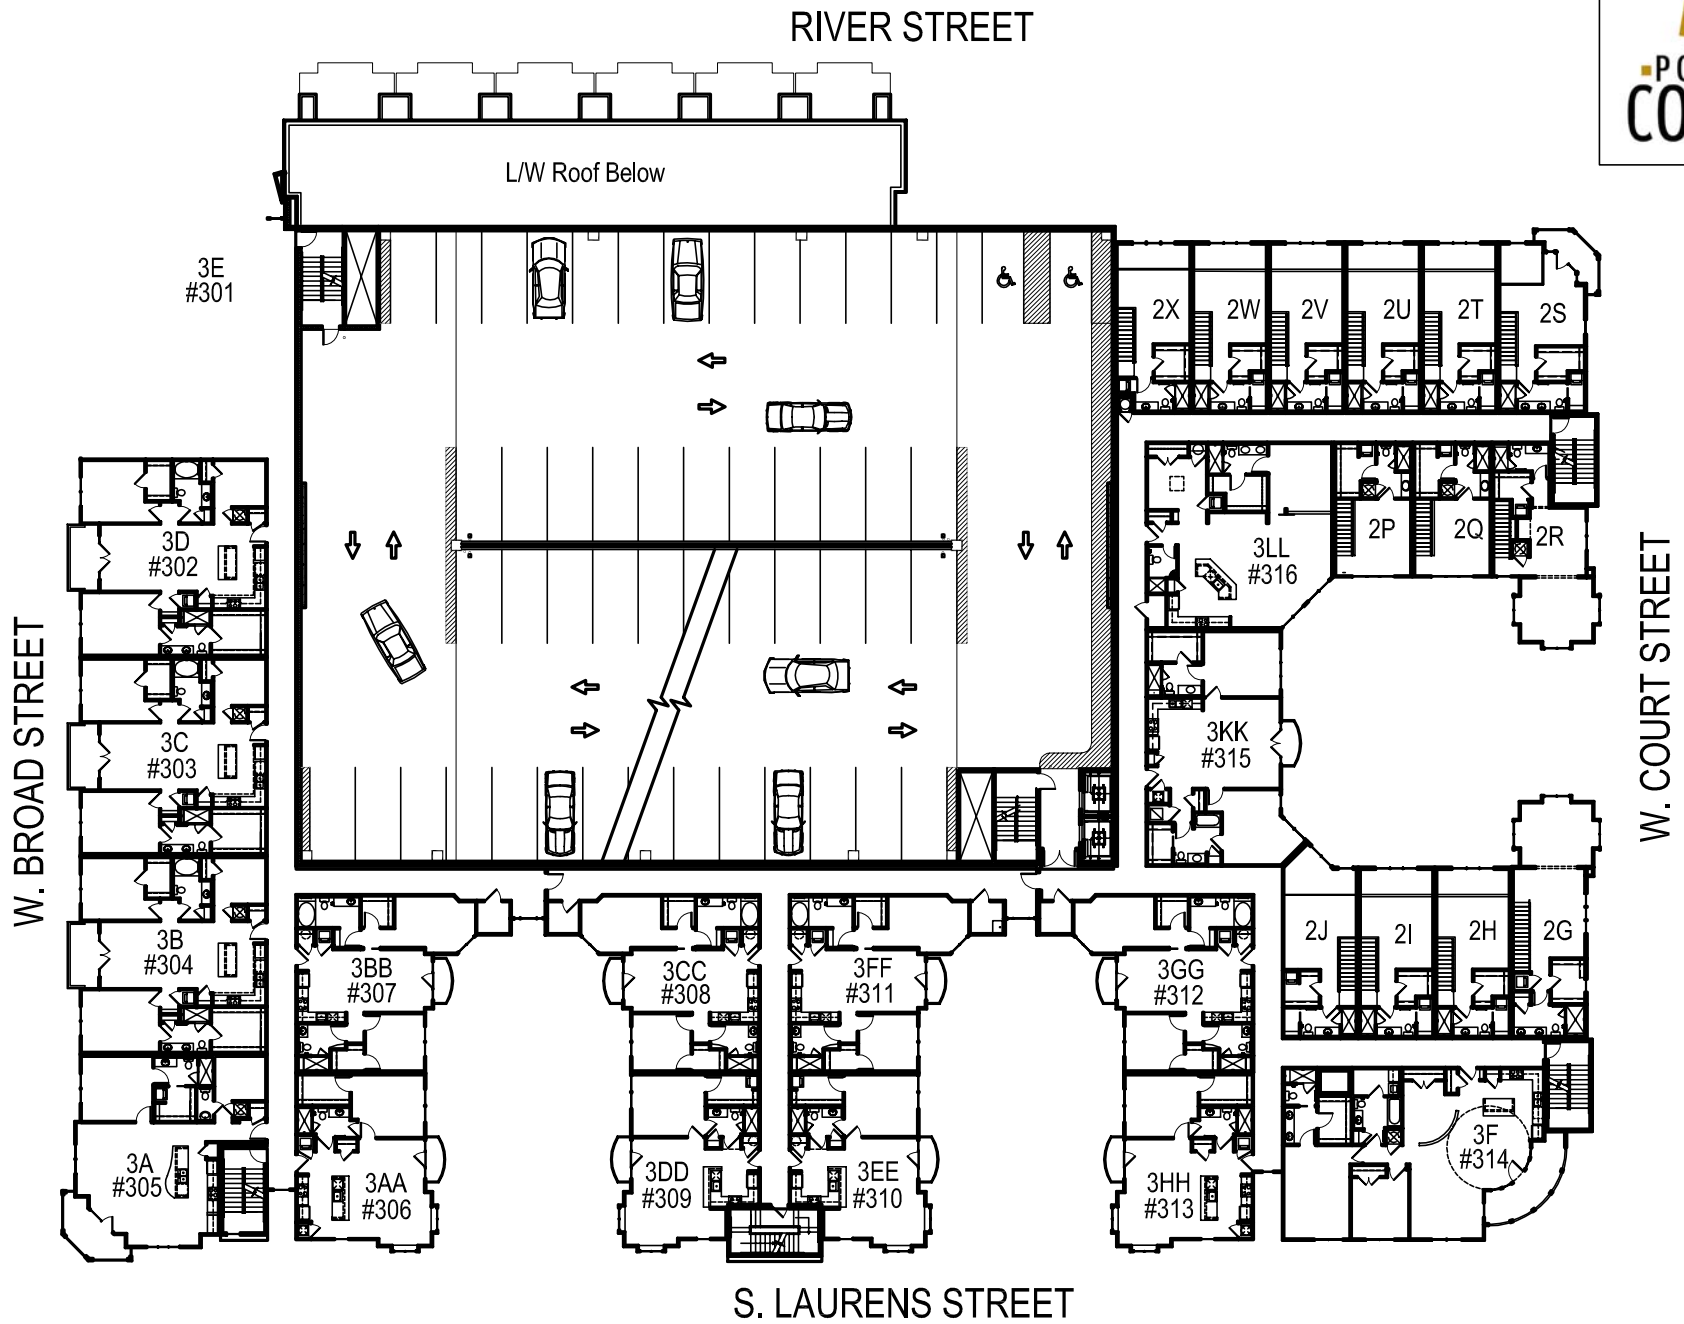 RIVER STREET
·PO
CO
L/W Roof Below
3E
#301
2X
2W
2V
2U
2T
2S
3D
#302
3LL
#316
2P
2Q
2R
W. BROAD STREET
W. COURT STREET
3C
#303
3KK
#315
3B
#304
2J
2I
2H
2G
3BB
#307
3CC
#308
3FF
#311
3GG
#312
3A
#305
3AA
#306
3DD
#309
3EE
#310
3HH
#313
3F
#314
S. LAURENS STREET